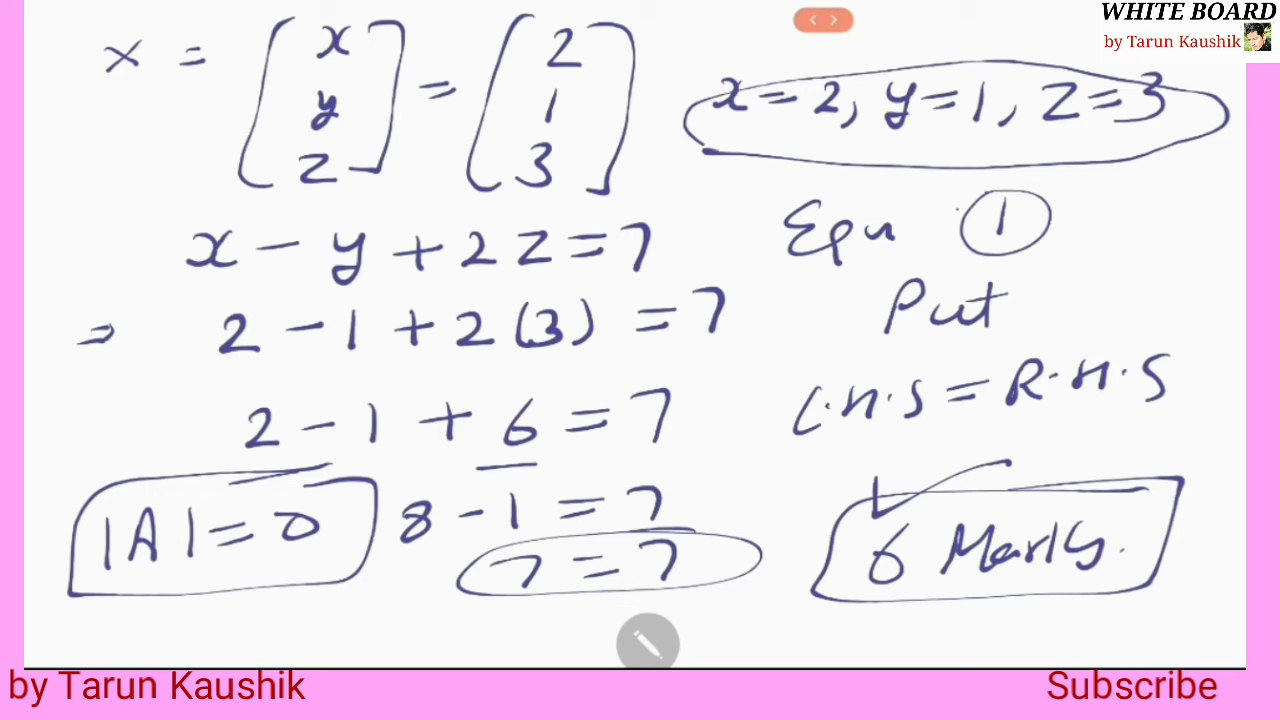 WHITE BOARD
by Tarun Kaushik
x = [x y z] = [2 1 3]
x = 2, y = 1, z = 3
x - y + 2z = 7
Equ 1
⇒ 2 - 1 + 2(3) = 7
Put
2 - 1 + 6 = 7
L.H.S = R.H.S
|A| = 0
8 - 1 = 7
7 = 7
6 Marks.
by Tarun Kaushik
Subscribe